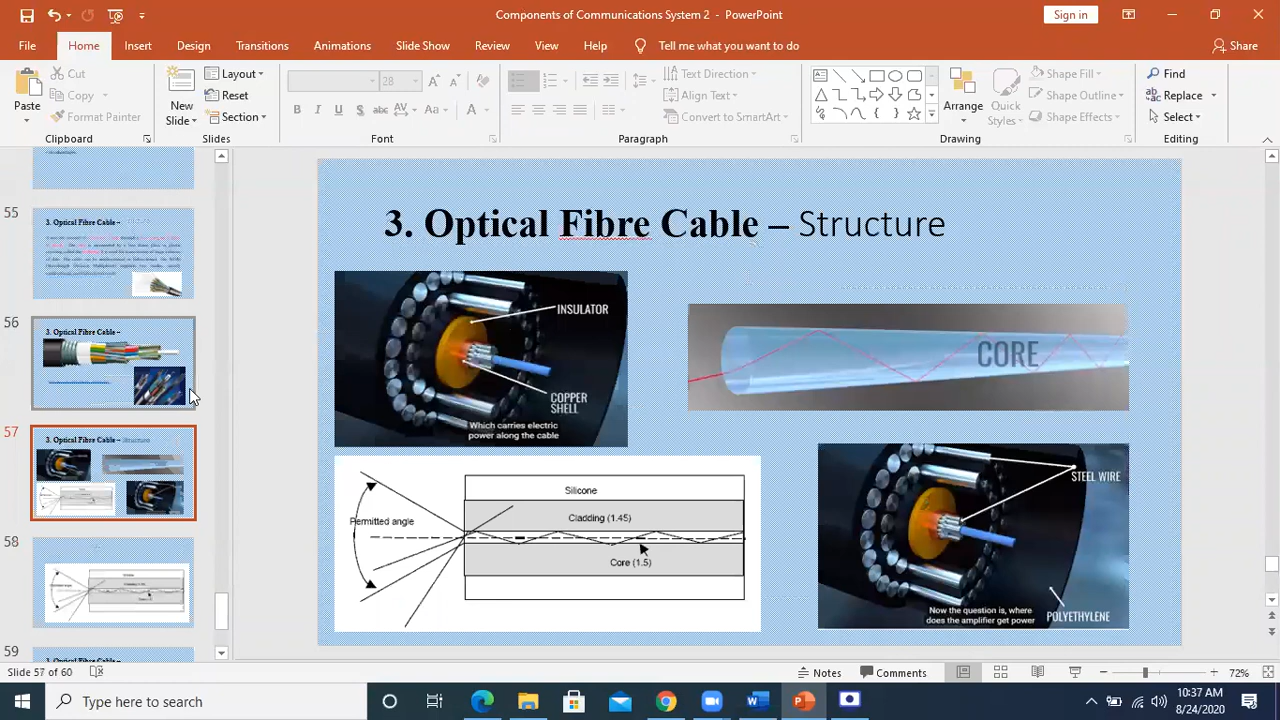 Components of Communications System 2 - PowerPoint
Sign in
File Home Insert Design Transitions Animations Slide Show Review View Help Tell me what you want to do Share
Paste
Cut
Copy
Format Painter
Clipboard
New
Slide
Layout
Reset
Section
Slides
28
Font
Text Direction
Align Text
Convert to SmartArt
Paragraph
Arrange
Quick
Styles
Shape Fill
Shape Outline
Shape Effects
Drawing
Find
Replace
Select
Editing
55
3. Optical Fibre Cable –
56
3. Optical Fibre Cable –
57
3. Optical Fibre Cable – Structure
58
59
3. Optical Fibre Cable – Structure
INSULATOR
COPPER
SHELL
Which carries electric
power along the cable
CORE
Silicone
Cladding (1.45)
Permitted angle
Core (1.5)
STEEL WIRE
POLYETHYLENE
Now the question is, where
does the amplifier get power
Slide 57 of 60
Notes
Comments
72%
Type here to search
10:37 AM
8/24/2020